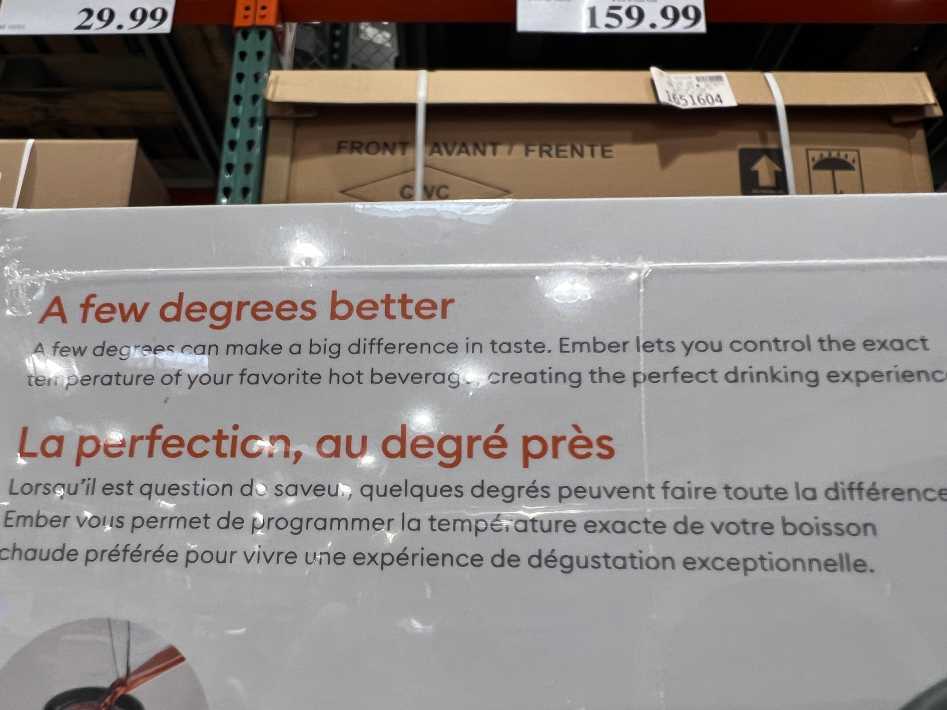 29.99
159.99
1651604
FRONT / AVANT / FRENTE
CWC
A few degrees better
A few degrees can make a big difference in taste. Ember lets you control the exact
temperature of your favorite hot beverage, creating the perfect drinking experience
La perfection, au degré près
Lorsqu'il est question de saveur, quelques degrés peuvent faire toute la différence
Ember vous permet de programmer la température exacte de votre boisson
chaude préférée pour vivre une expérience de dégustation exceptionnelle.